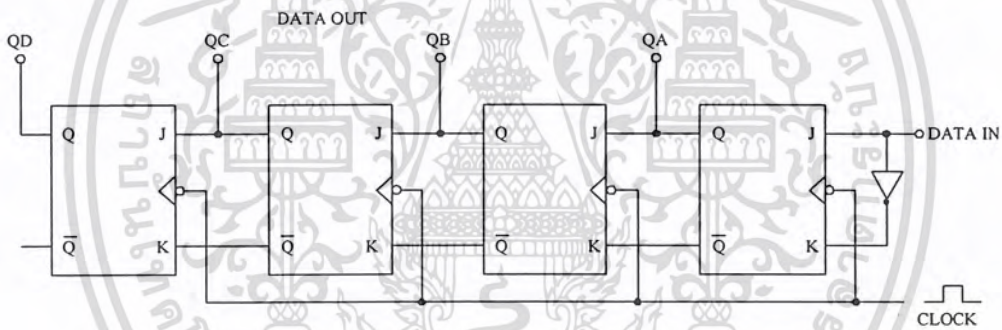 DATA OUT
QD QC QB QA
Q J Q J Q J Q J DATA IN
Q̅ K Q̅ K Q̅ K Q̅ K
CLOCK